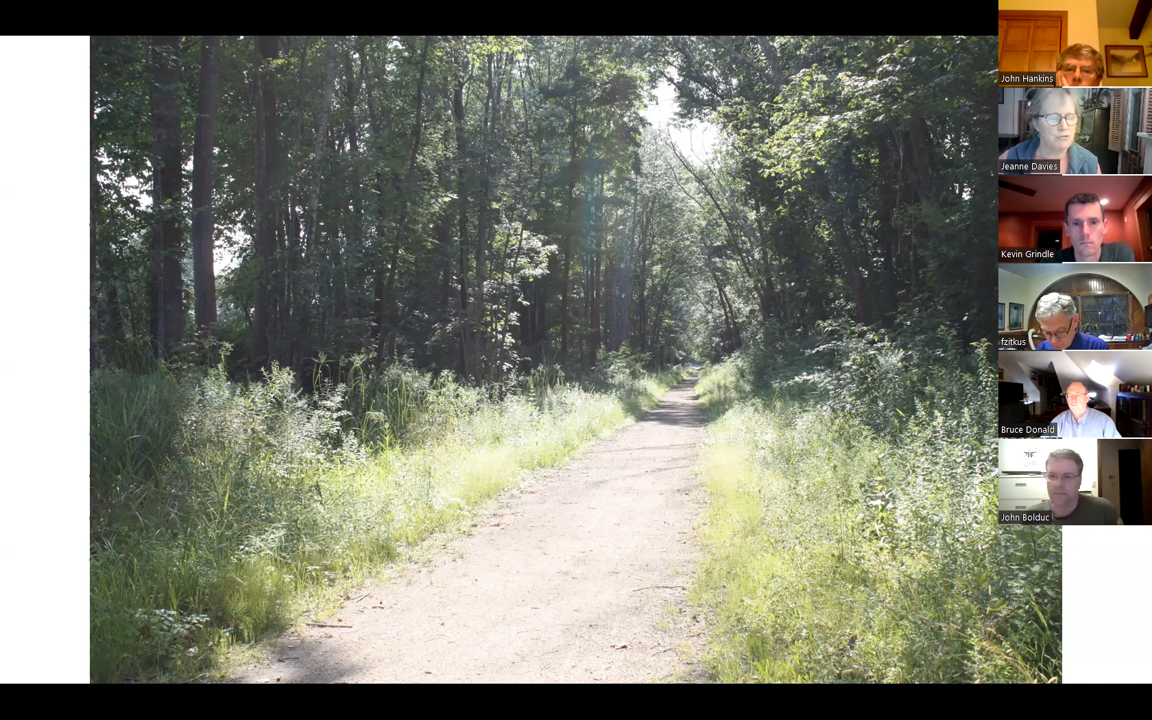 John Hankins
Jeanne Davies
Kevin Grindle
fzitkus
Bruce Donald
John Bolduc